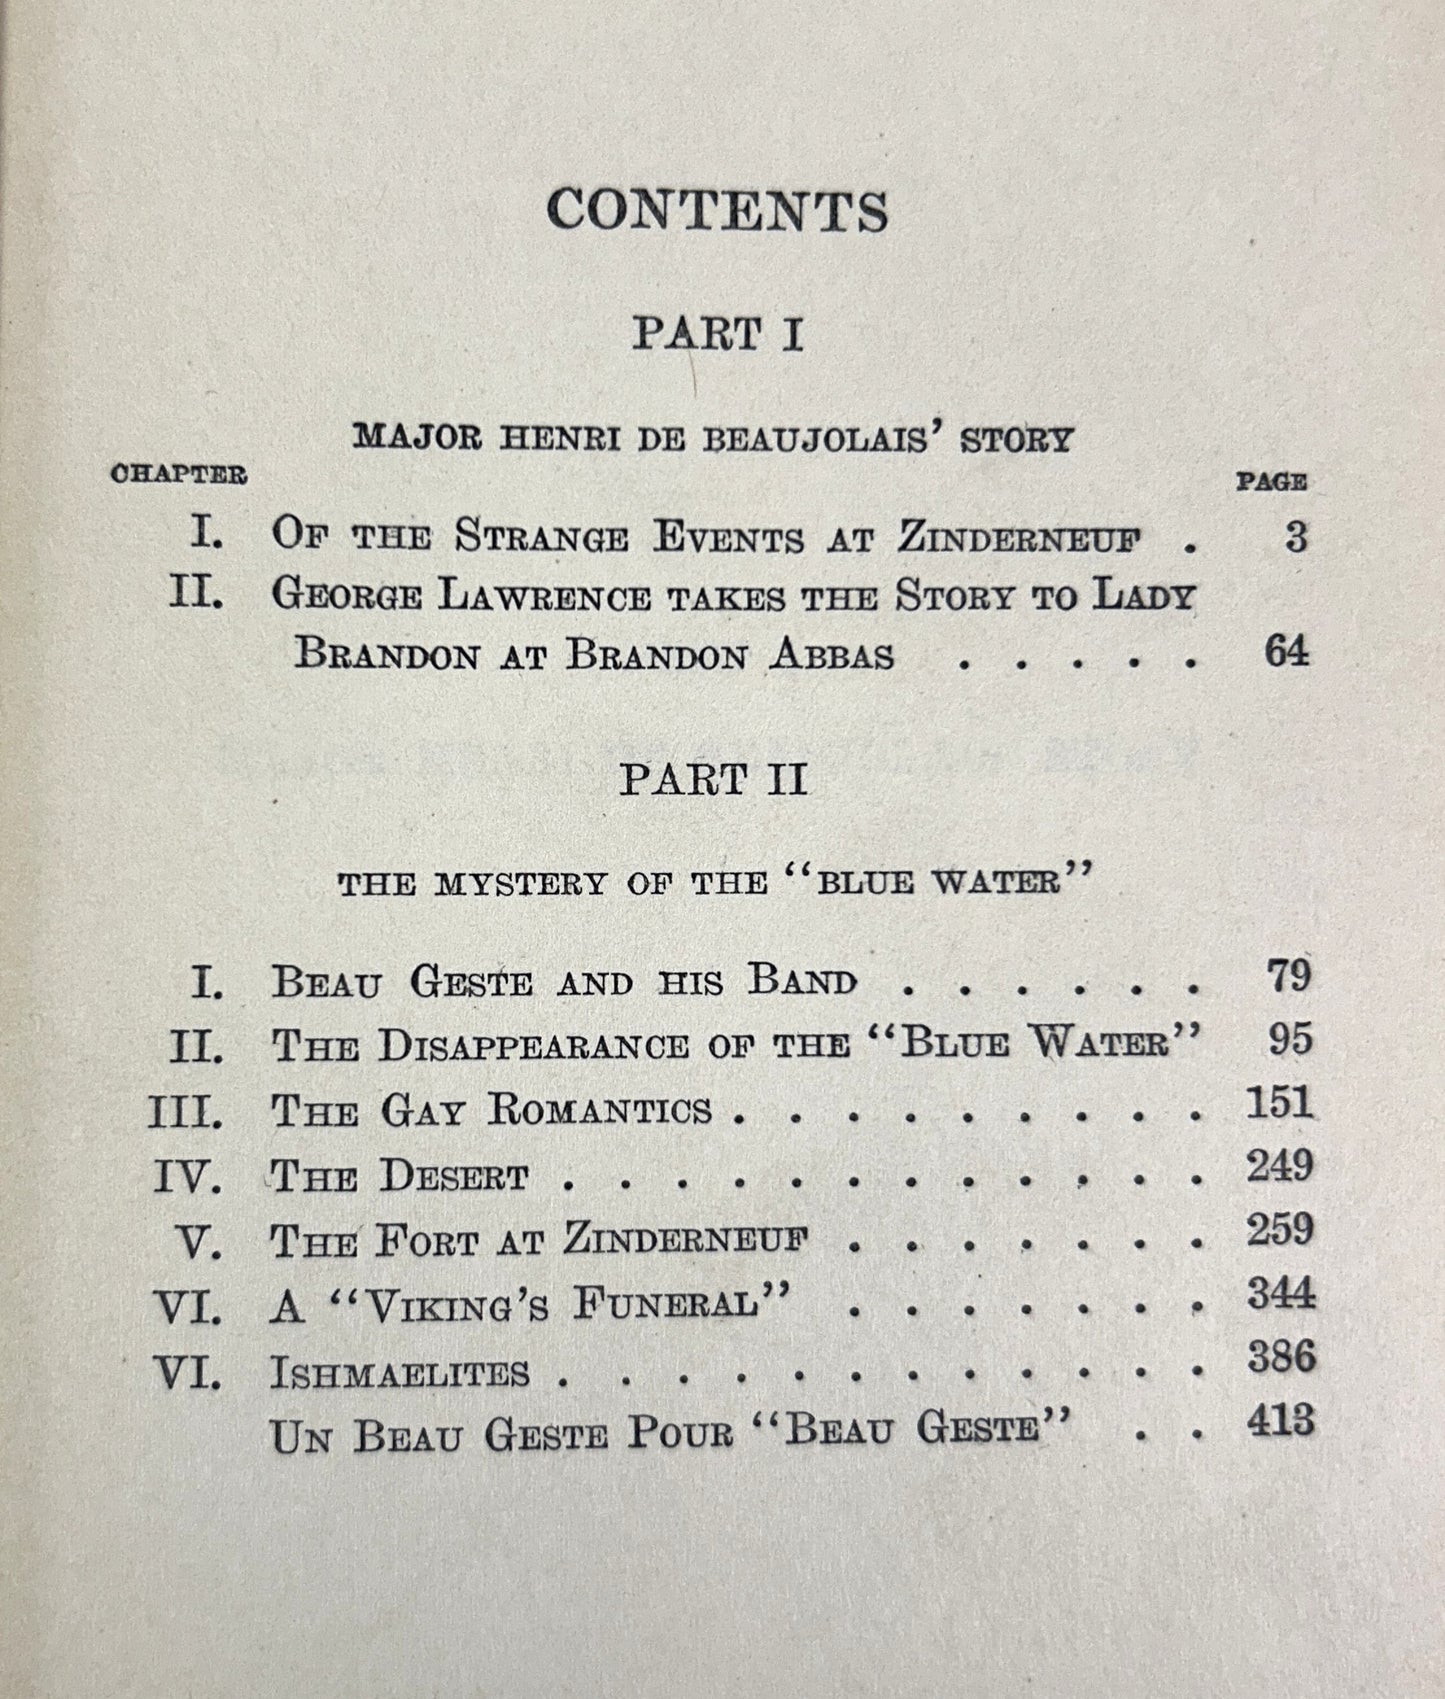 CONTENTS
PART I
MAJOR HENRI DE BEAUJOLAIS' STORY
CHAPTER PAGE
I. OF THE STRANGE EVENTS AT ZINDERNEUF . 3
II. GEORGE LAWRENCE TAKES THE STORY TO LADY
BRANDON AT BRANDON ABBAS . . . . . 64
PART II
THE MYSTERY OF THE "BLUE WATER"
I. BEAU GESTE AND HIS BAND . . . . . . 79
II. THE DISAPPEARANCE OF THE "BLUE WATER" 95
III. THE GAY ROMANTICS . . . . . . . . . 151
IV. THE DESERT . . . . . . . . . . . . 249
V. THE FORT AT ZINDERNEUF . . . . . . . 259
VI. A "VIKING'S FUNERAL" . . . . . . . 344
VI. ISHMAELITES . . . . . . . . . . . . 386
UN BEAU GESTE POUR "BEAU GESTE" . . 413